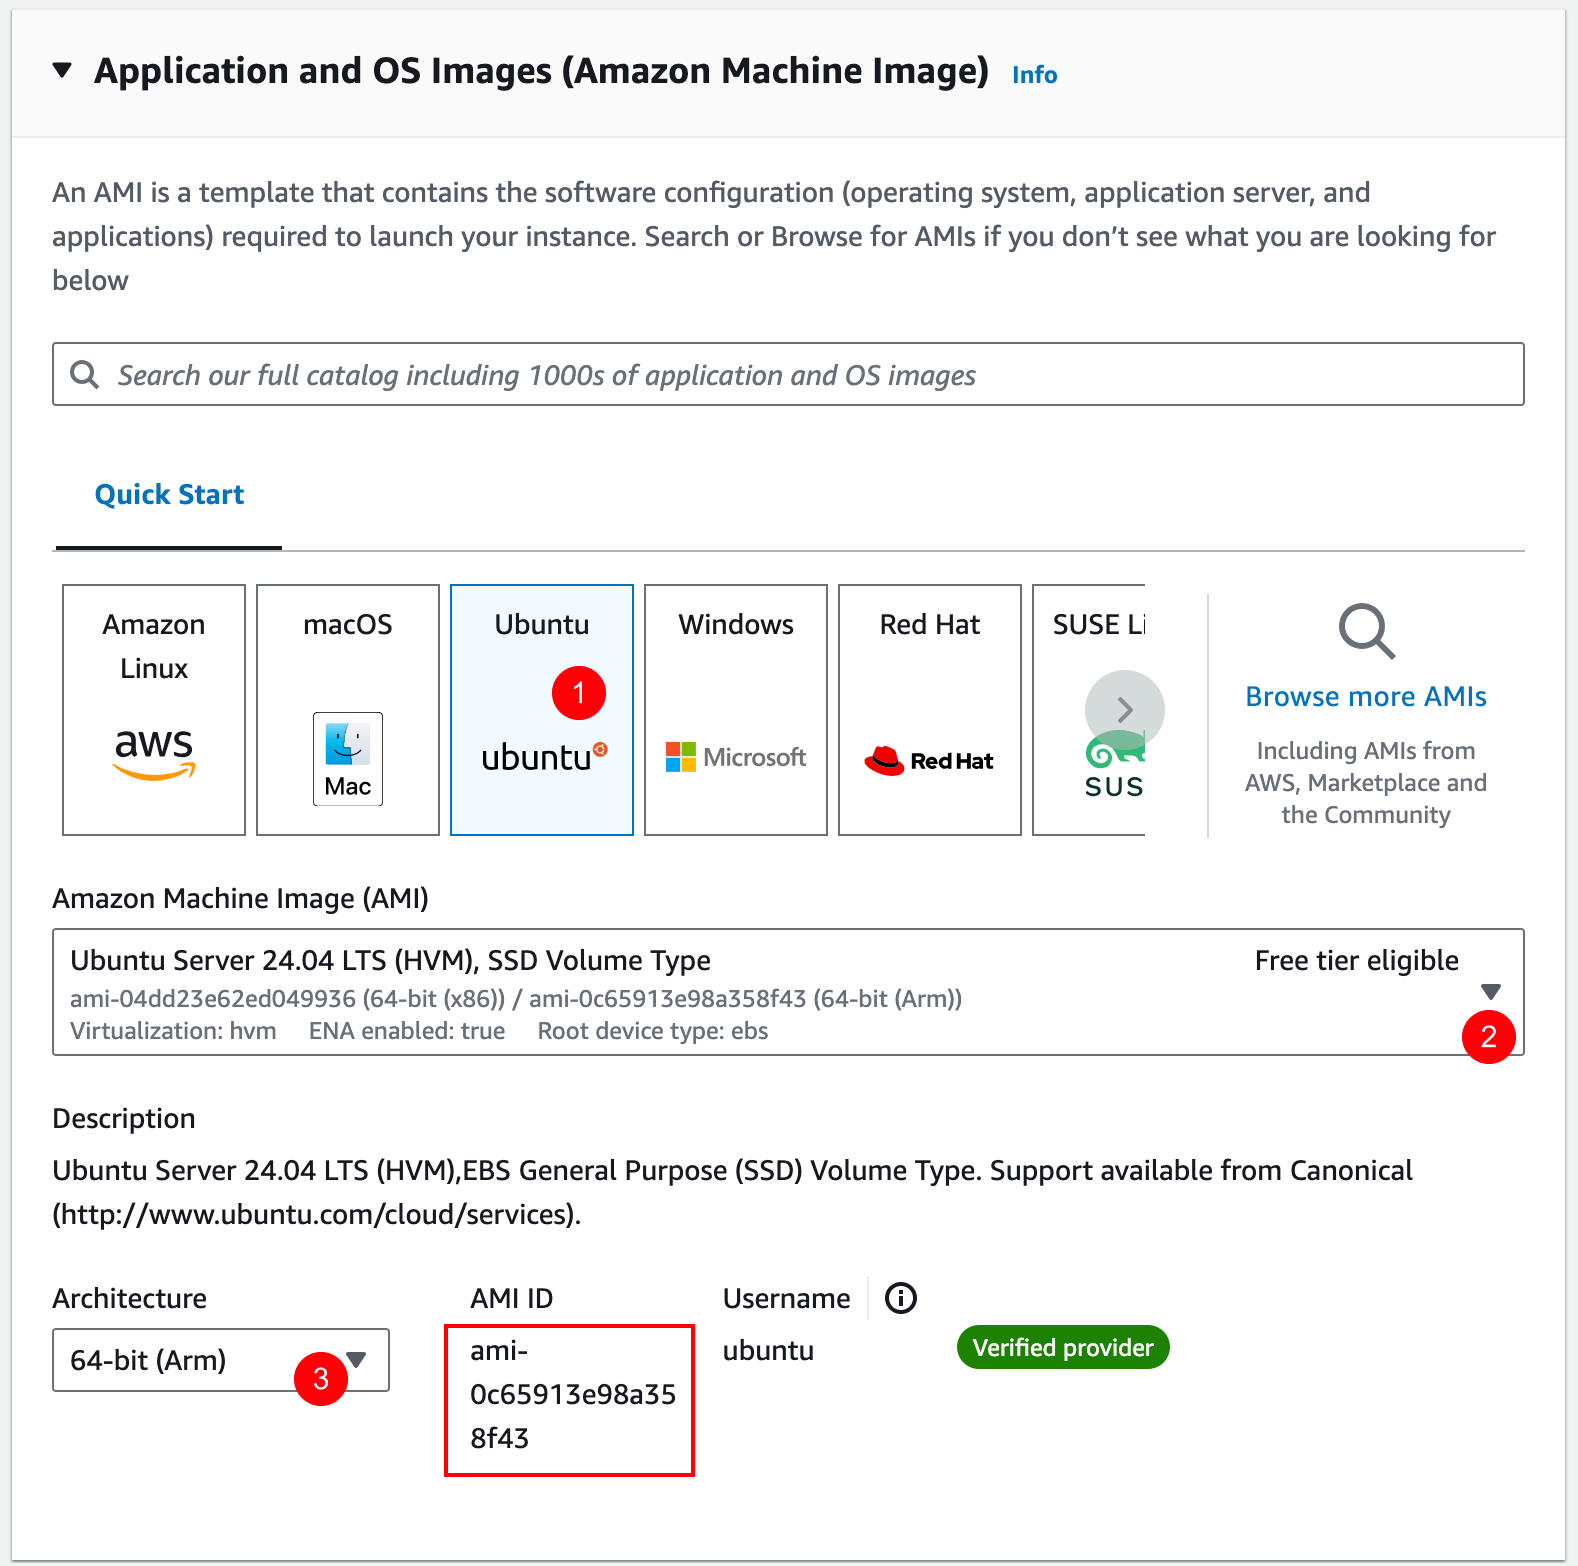 Application and OS Images (Amazon Machine Image) Info
An AMI is a template that contains the software configuration (operating system, application server, and
applications) required to launch your instance. Search or Browse for AMIs if you don’t see what you are looking for
below
Search our full catalog including 1000s of application and OS images
Quick Start
Amazon
Linux
aws
macOS
Mac
Ubuntu
1
ubuntu
Windows
Microsoft
Red Hat
Red Hat
SUSE Li
SUS
Browse more AMIs
Including AMIs from
AWS, Marketplace and
the Community
Amazon Machine Image (AMI)
Ubuntu Server 24.04 LTS (HVM), SSD Volume Type Free tier eligible
ami-04dd23e62ed049936 (64-bit (x86)) / ami-0c65913e98a358f43 (64-bit (Arm))
Virtualization: hvm ENA enabled: true Root device type: ebs
2
Description
Ubuntu Server 24.04 LTS (HVM),EBS General Purpose (SSD) Volume Type. Support available from Canonical
(http://www.ubuntu.com/cloud/services).
Architecture
64-bit (Arm)
3
AMI ID
ami-
0c65913e98a35
8f43
Username
ubuntu
Verified provider